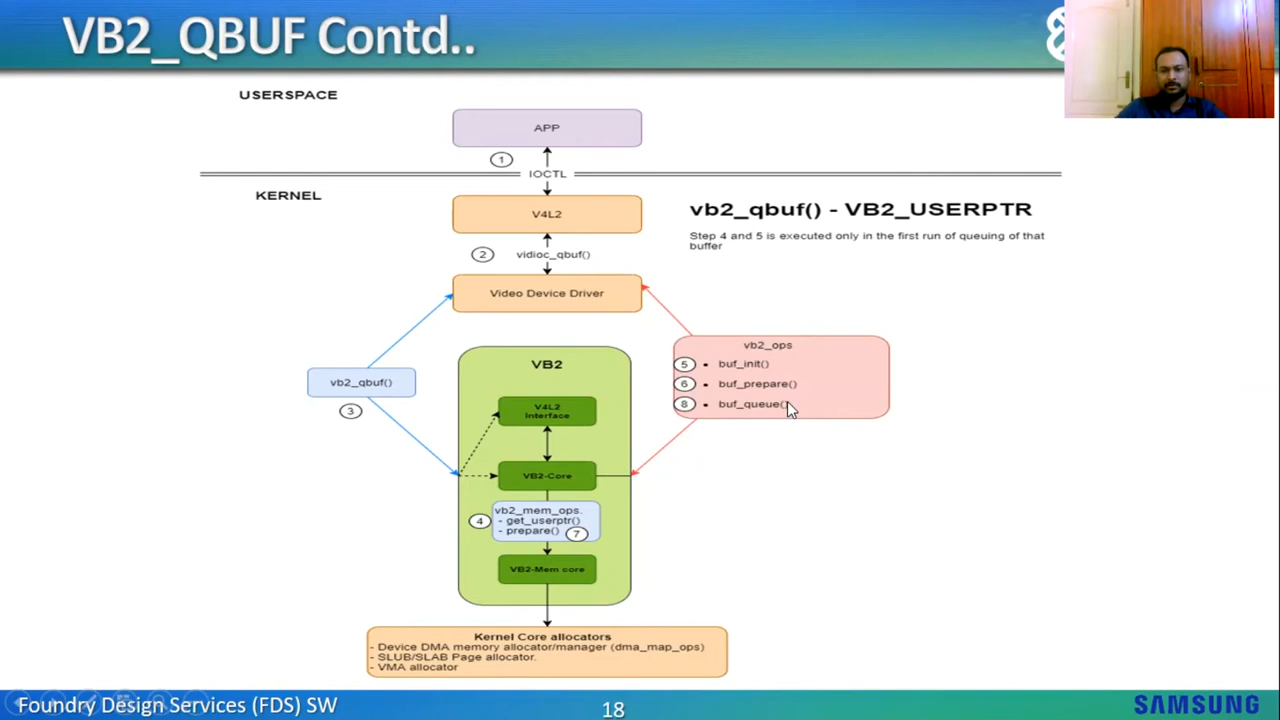 VB2_QBUF Contd..
USERSPACE
APP
1
IOCTL
KERNEL
V4L2
vb2_qbuf() - VB2_USERPTR
Step 4 and 5 is executed only in the first run of queuing of that
buffer
2 vidioc_qbuf()
Video Device Driver
vb2_ops
5 • buf_init()
6 • buf_prepare()
8 • buf_queue()
vb2_qbuf()
3
VB2
V4L2
Interface
VB2-Core
vb2_mem_ops.
4 - get_userptr()
- prepare() 7
VB2-Mem core
Kernel Core allocators
- Device DMA memory allocator/manager (dma_map_ops)
- SLUB/SLAB Page allocator.
- VMA allocator
Foundry Design Services (FDS) SW
18
SAMSUNG